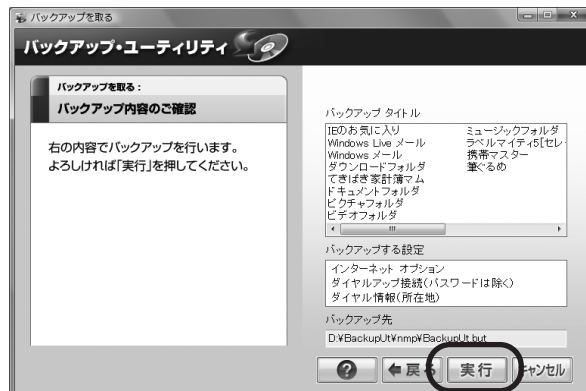 バックアップを取る
バックアップ・ユーティリティ
バックアップを取る：
バックアップ内容のご確認
右の内容でバックアップを行います。
よろしければ「実行」を押してください。
バックアップ タイトル
IEのお気に入り ミュージックフォルダ
Windows Live メール ラベルマイティ5[セレ
Windows メール 携帯マスター
ダウンロードフォルダ 筆ぐるめ
てきぱき家計簿マム
ドキュメントフォルダ
ピクチャフォルダ
ビデオフォルダ
バックアップする設定
インターネット オプション
ダイヤルアップ接続(パスワードは除く)
ダイヤル情報(所在地)
バックアップ先
D:¥BackupUt¥nmp¥BackupUt.but
? 戻る 実行 キャンセル